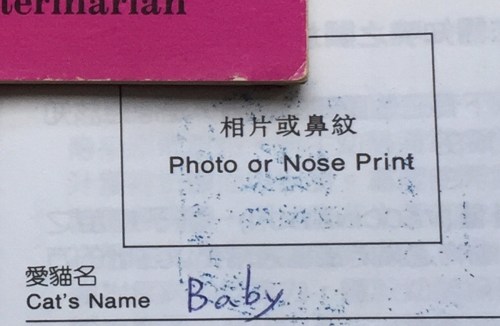 terinarian
相片或鼻紋
Photo or Nose Print
愛貓名
Cat's Name Baby